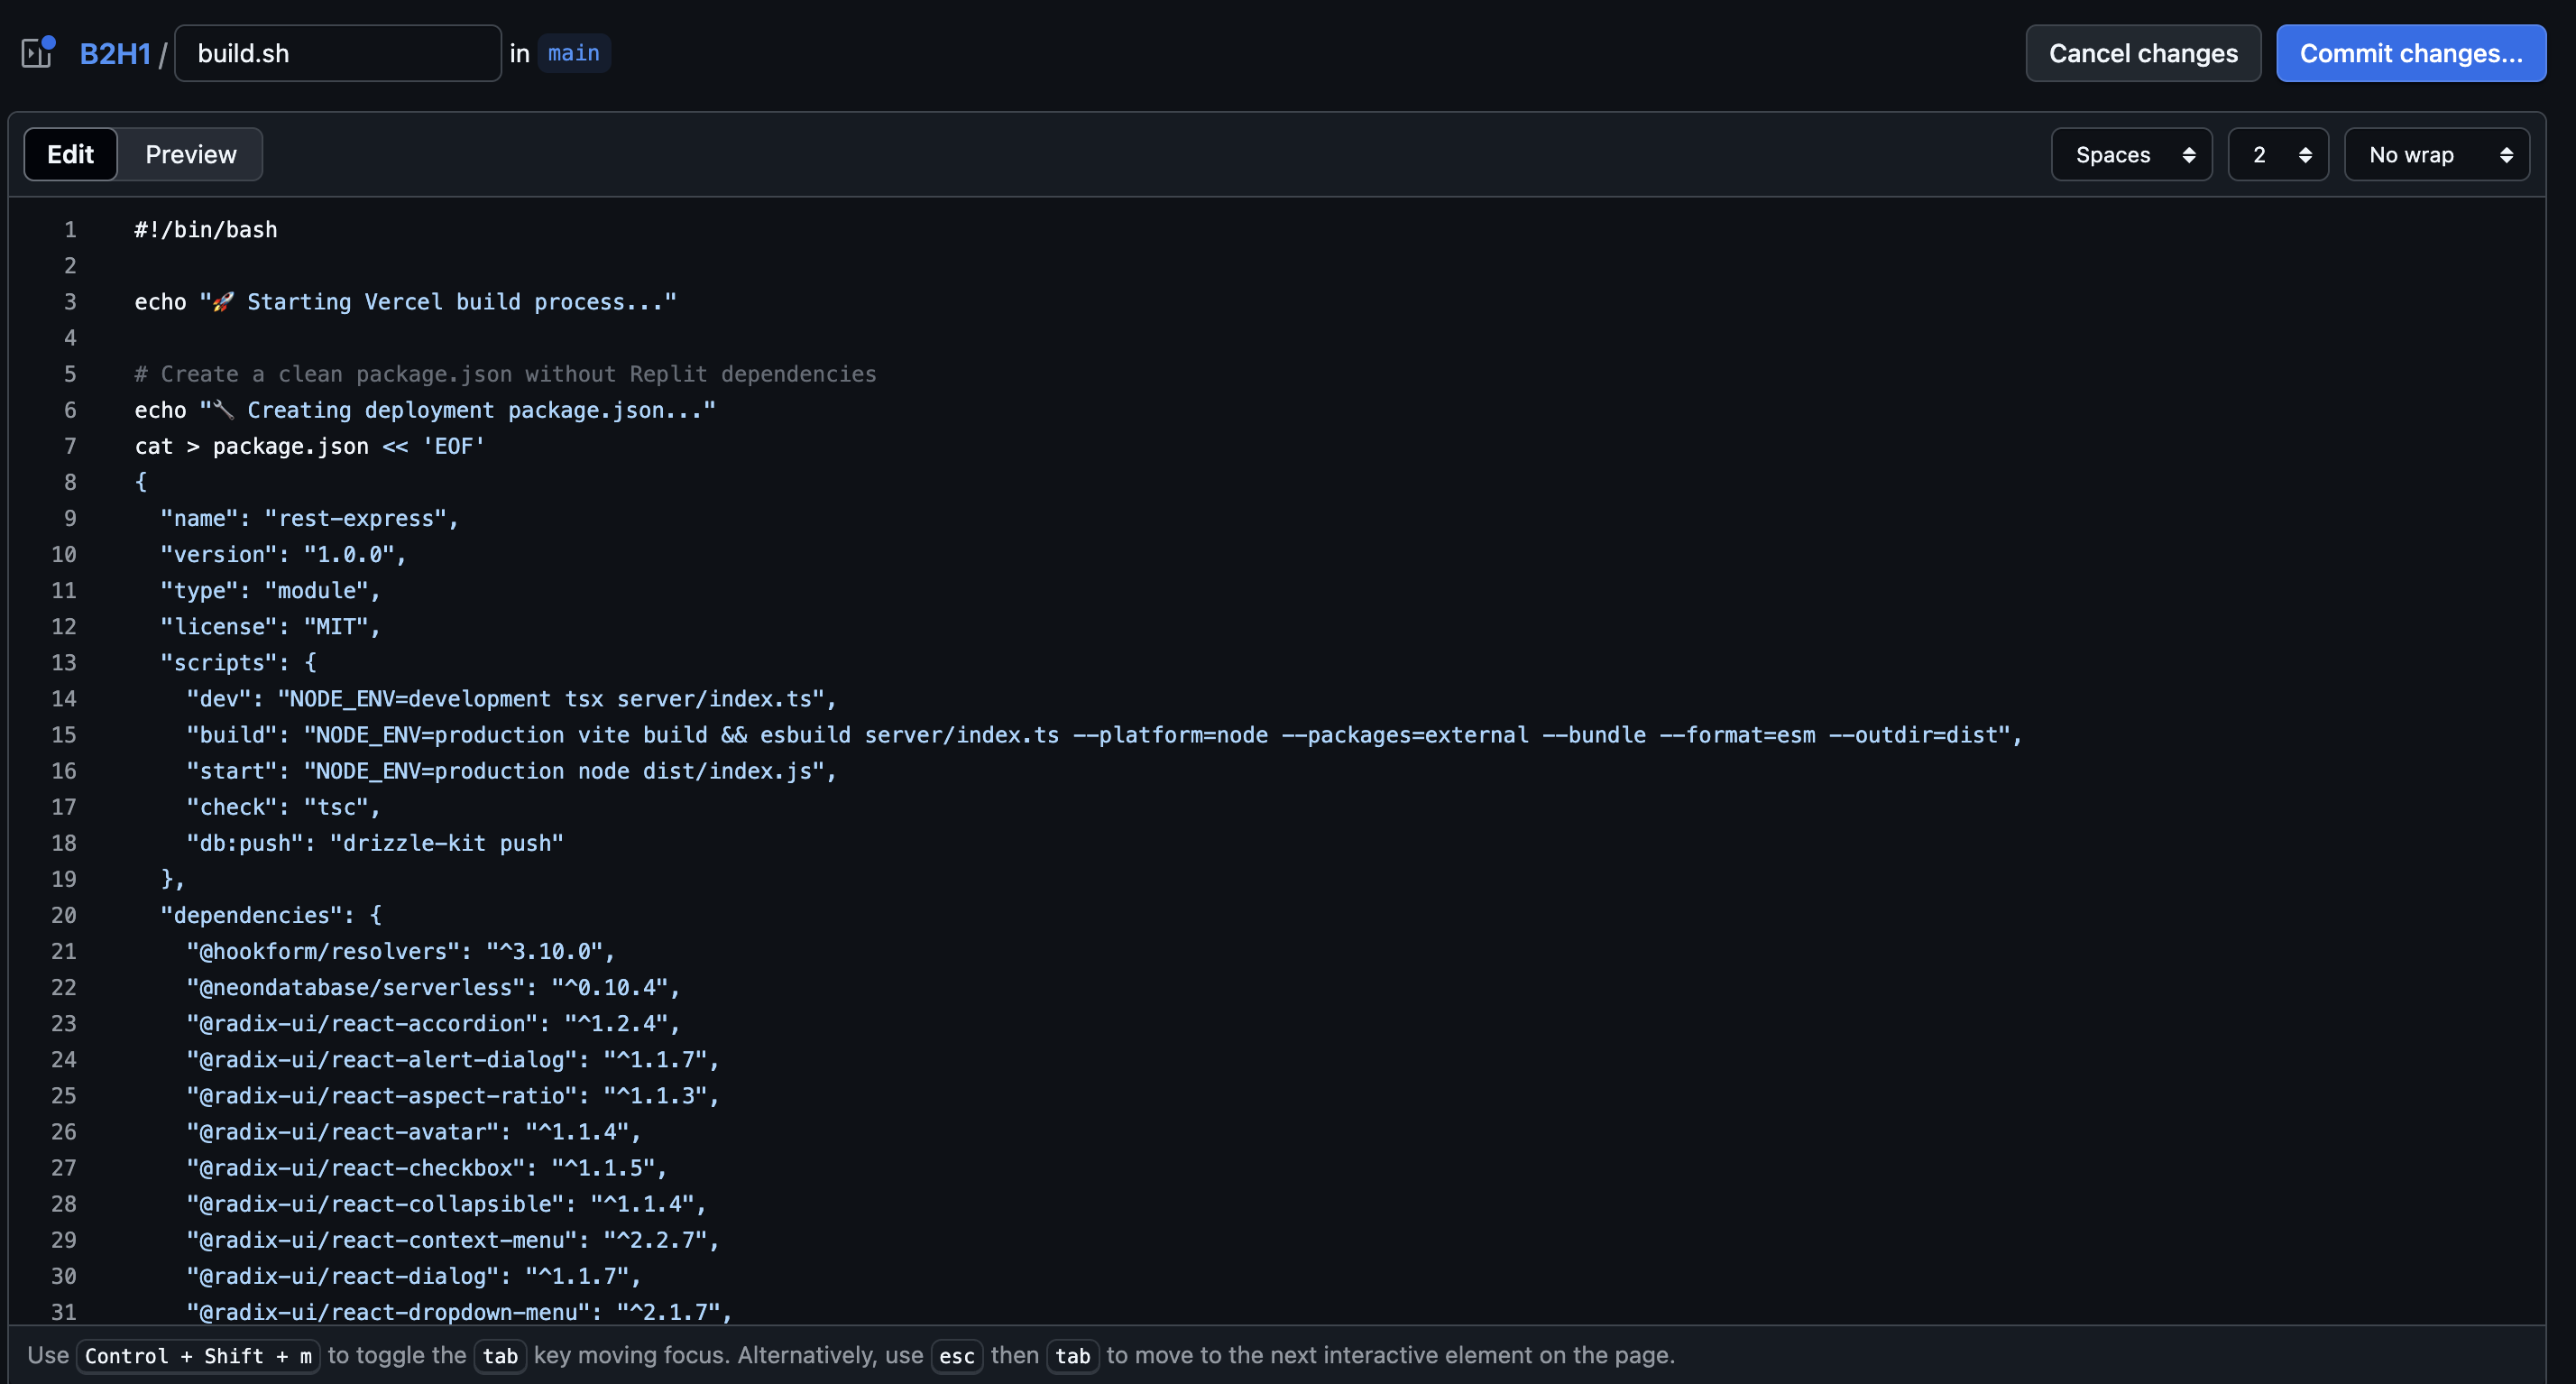 B2H1 / build.sh in main Cancel changes Commit changes...
Edit Preview Spaces 2 No wrap
1 #!/bin/bash
2
3 echo "🚀 Starting Vercel build process..."
4
5 # Create a clean package.json without Replit dependencies
6 echo "🔧 Creating deployment package.json..."
7 cat > package.json << 'EOF'
8 {
9   "name": "rest-express",
10   "version": "1.0.0",
11   "type": "module",
12   "license": "MIT",
13   "scripts": {
14     "dev": "NODE_ENV=development tsx server/index.ts",
15     "build": "NODE_ENV=production vite build && esbuild server/index.ts --platform=node --packages=external --bundle --format=esm --outdir=dist",
16     "start": "NODE_ENV=production node dist/index.js",
17     "check": "tsc",
18     "db:push": "drizzle-kit push"
19   },
20   "dependencies": {
21     "@hookform/resolvers": "^3.10.0",
22     "@neondatabase/serverless": "^0.10.4",
23     "@radix-ui/react-accordion": "^1.2.4",
24     "@radix-ui/react-alert-dialog": "^1.1.7",
25     "@radix-ui/react-aspect-ratio": "^1.1.3",
26     "@radix-ui/react-avatar": "^1.1.4",
27     "@radix-ui/react-checkbox": "^1.1.5",
28     "@radix-ui/react-collapsible": "^1.1.4",
29     "@radix-ui/react-context-menu": "^2.2.7",
30     "@radix-ui/react-dialog": "^1.1.7",
31     "@radix-ui/react-dropdown-menu": "^2.1.7",
Use Control + Shift + m to toggle the tab key moving focus. Alternatively, use esc then tab to move to the next interactive element on the page.